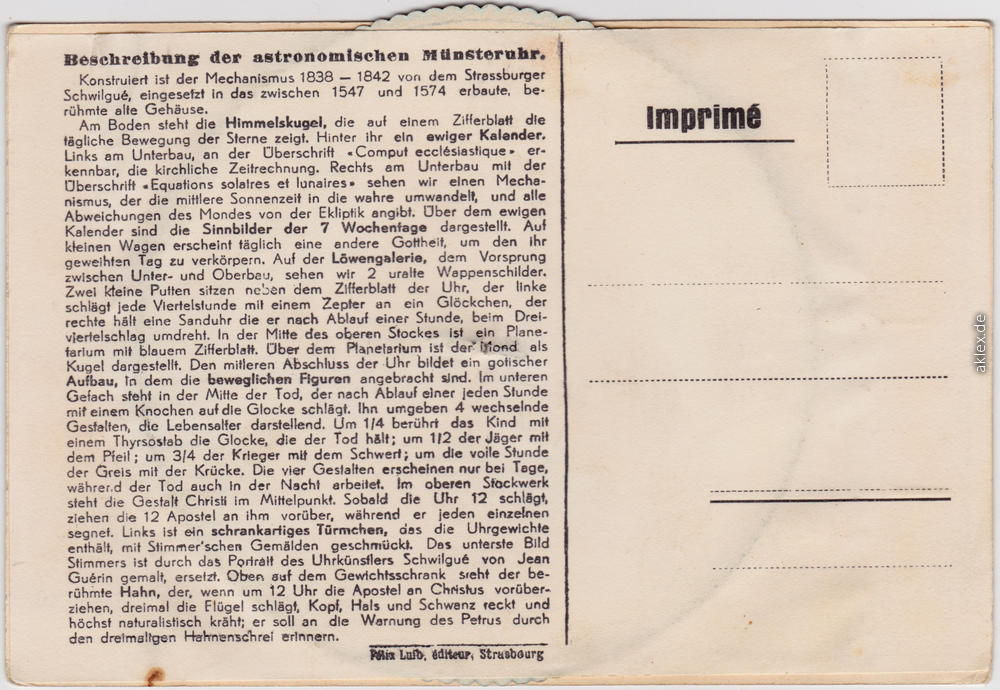 Beschreibung der astronomischen Münsteruhr.
Konstruiert ist der Mechanismus 1838 – 1842 von dem Strassburger
Schwilgué, eingesetzt in das zwischen 1547 und 1574 erbaute, be-
rühmte alte Gehäuse.
Am Boden steht die Himmelskugel, die auf einem Zifferblatt die
tägliche Bewegung der Sterne zeigt. Hinter ihr ein ewiger Kalender.
Links am Unterbau, an der Überschrift «Comput ecclésiastique» er-
kennbar, die kirchliche Zeitrechnung. Rechts am Unterbau mit der
Überschrift «Equations solaires et lunaires» sehen wir einen Mecha-
nismus, der die mittlere Sonnenzeit in die wahre umwandelt, und alle
Abweichungen des Mondes von der Ekliptik angibt. Über dem ewigen
Kalender sind die Sinnbilder der 7 Wochentage dargestellt. Auf
kleinen Wagen erscheint täglich eine andere Gottheit, um den ihr
geweihten Tag zu verkörpern. Auf der Löwengalerie, dem Vorsprung
zwischen Unter- und Oberbau, sehen wir 2 uralte Wappenschilder.
Zwei kleine Putten sitzen neben dem Zifferblatt der Uhr, der linke
schlägt jede Viertelstunde mit einem Zepter an ein Glöckchen, der
rechte hält eine Sanduhr die er nach Ablauf einer Stunde, beim Drei-
viertelschlag umdreht. In der Mitte des oberen Stockes ist ein Plane-
tarium mit blauem Zifferblatt. Über dem Planetarium ist der Mond als
Kugel dargestellt. Den mitleren Abschluss der Uhr bildet ein gotischer
Aufbau, in dem die beweglichen Figuren angebracht sind. Im unteren
Gefach steht in der Mitte der Tod, der nach Ablauf einer jeden Stunde
mit einem Knochen auf die Glocke schlägt. Ihn umgeben 4 wechselnde
Gestalten, die Lebensalter darstellend. Um 1/4 berührt das Kind mit
einem Thyrsostab die Glocke, die der Tod hält; um 1/2 der Jäger mit
dem Pfeil; um 3/4 der Krieger mit dem Schwert; um die volle Stunde
der Greis mit der Krücke. Die vier Gestalten erscheinen nur bei Tage,
während der Tod auch in der Nacht arbeitet. Im oberen Stockwerk
steht die Gestalt Christi im Mittelpunkt. Sobald die Uhr 12 schlägt,
ziehen die 12 Apostel an ihm vorüber, während er jeden einzelnen
segnet. Links ist ein schrankartiges Türmchen, das die Uhrgewichte
enthält, mit Stimmer'schen Gemälden geschmückt. Das unterste Bild
Stimmers ist durch das Portrait des Uhrkünstlers Schwilgué von Jean
Guérin gemalt, ersetzt. Oben auf dem Gewichtsschrank steht der be-
rühmte Hahn, der, wenn um 12 Uhr die Apostel an Christus vorüber-
ziehen, dreimal die Flügel schlägt, Kopf, Hals und Schwanz reckt und
höchst naturalistisch kräht; er soll an die Warnung des Petrus durch
den dreimaligen Hahnenschrei erinnern.
Félix Luib, éditeur, Strasbourg
Imprimé
aklex.de